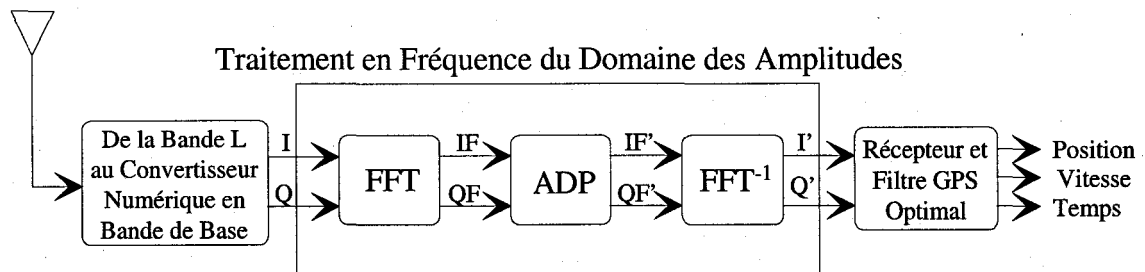 Traitement en Fréquence du Domaine des Amplitudes
De la Bande L
au Convertisseur
Numérique en
Bande de Base
I
Q
FFT
IF
QF
ADP
IF'
QF'
FFT⁻¹
I'
Q'
Récepteur et
Filtre GPS
Optimal
Position
Vitesse
Temps